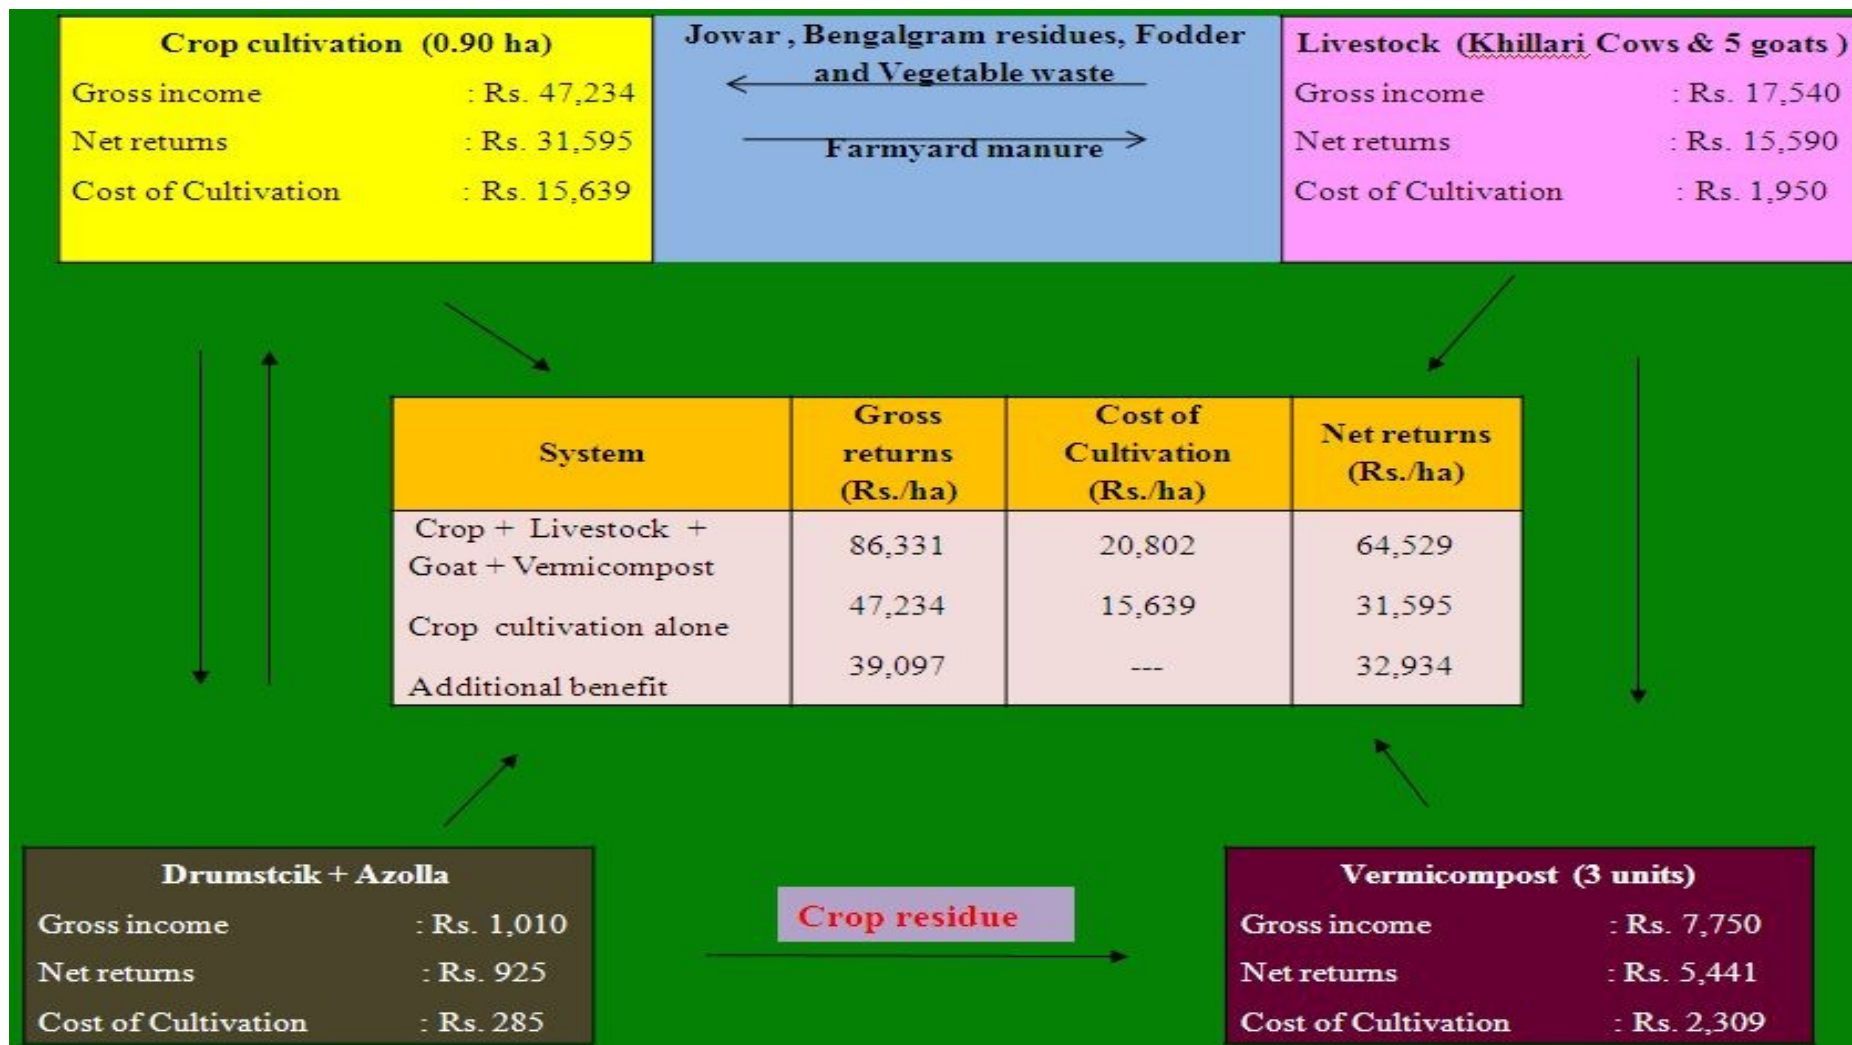 Crop cultivation (0.90 ha)
Gross income : Rs. 47,234
Net returns : Rs. 31,595
Cost of Cultivation : Rs. 15,639
Jowar , Bengalgram residues, Fodder
and Vegetable waste
Farmyard manure
Livestock (Khillari Cows & 5 goats )
Gross income : Rs. 17,540
Net returns : Rs. 15,590
Cost of Cultivation : Rs. 1,950
System
Gross
returns
(Rs./ha)
Cost of
Cultivation
(Rs./ha)
Net returns
(Rs./ha)
Crop + Livestock +
Goat + Vermicompost
86,331 20,802 64,529
Crop cultivation alone
47,234 15,639 31,595
Additional benefit
39,097 --- 32,934
Drumstcik + Azolla
Gross income : Rs. 1,010
Net returns : Rs. 925
Cost of Cultivation : Rs. 285
Crop residue
Vermicompost (3 units)
Gross income : Rs. 7,750
Net returns : Rs. 5,441
Cost of Cultivation : Rs. 2,309